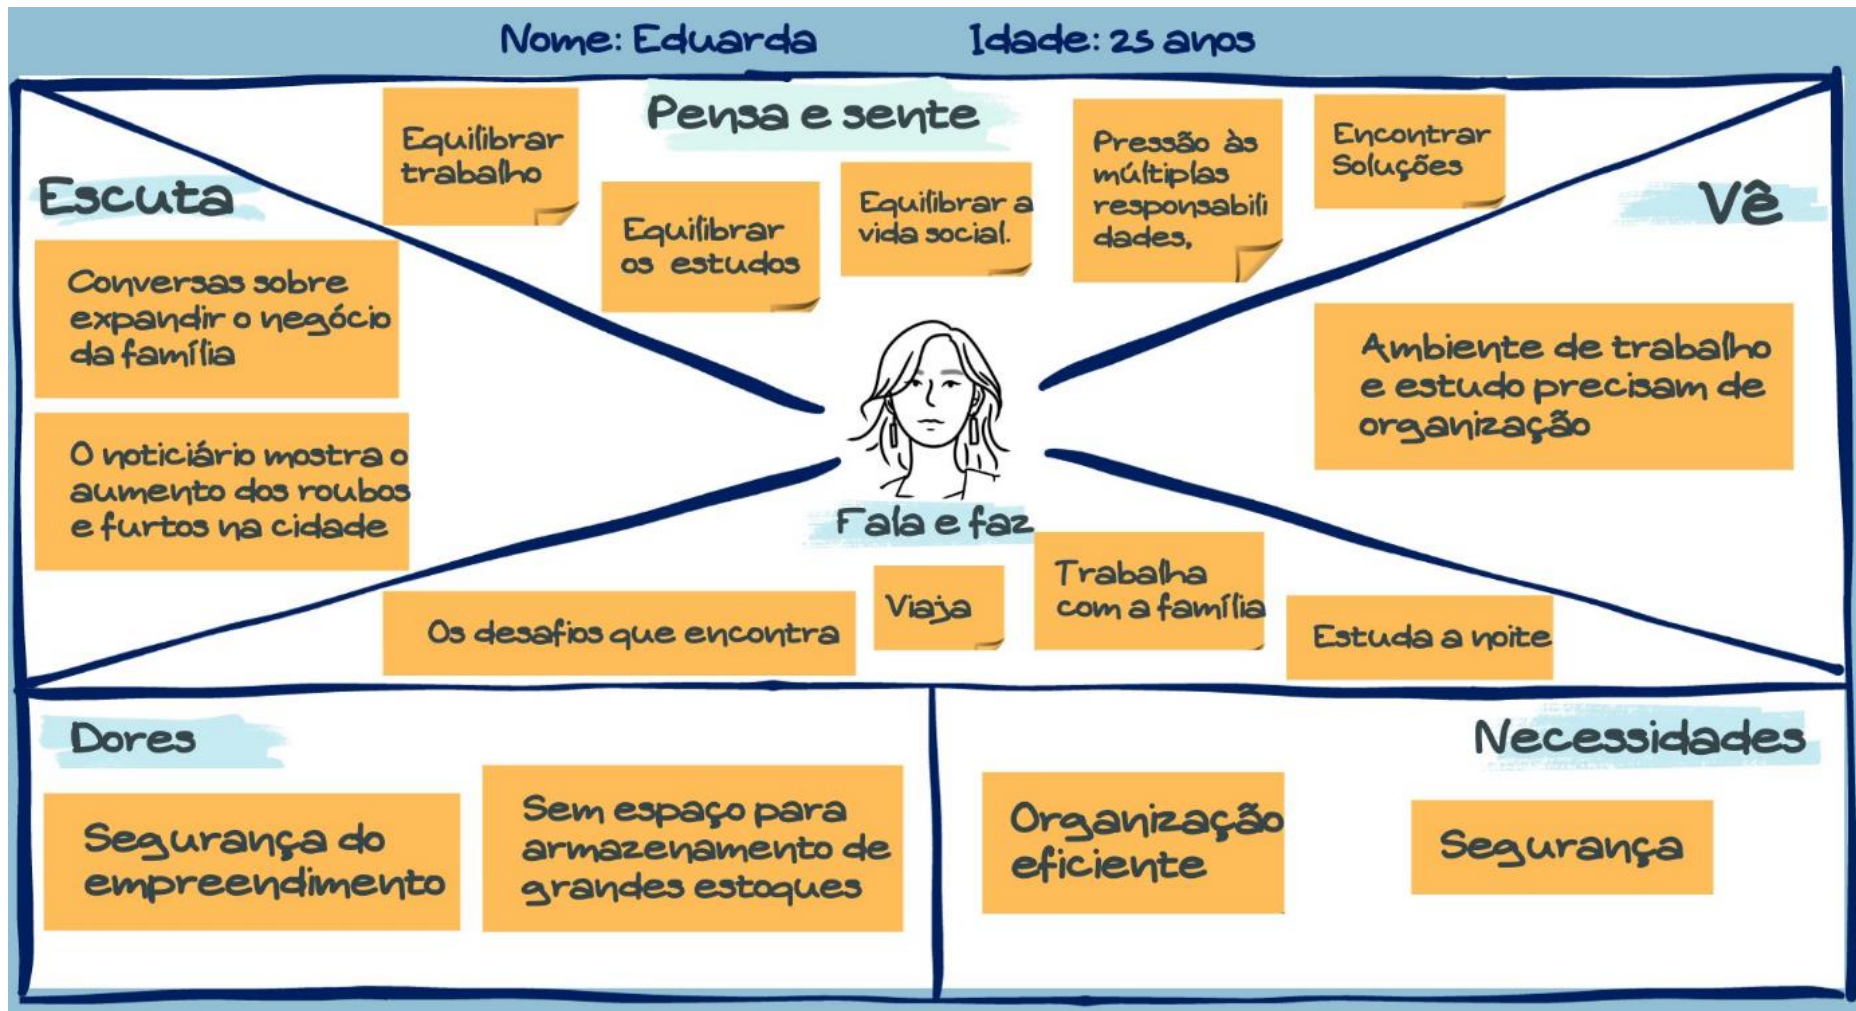 Nome: Eduarda
Idade: 25 anos
Pensa e sente
Equilibrar
trabalho
Equilibrar
os estudos
Equilibrar a
vida social.
Pressão às
múltiplas
responsabili
dades,
Encontrar
Soluções
Escuta
Conversas sobre
expandir o negócio
da família
O noticiário mostra o
aumento dos roubos
e furtos na cidade
Vê
Ambiente de trabalho
e estudo precisam de
organização
Fala e faz
Os desafios que encontra
Viaja
Trabalha
com a família
Estuda a noite
Dores
Segurança do
empreendimento
Sem espaço para
armazenamento de
grandes estoques
Necessidades
Organização
eficiente
Segurança